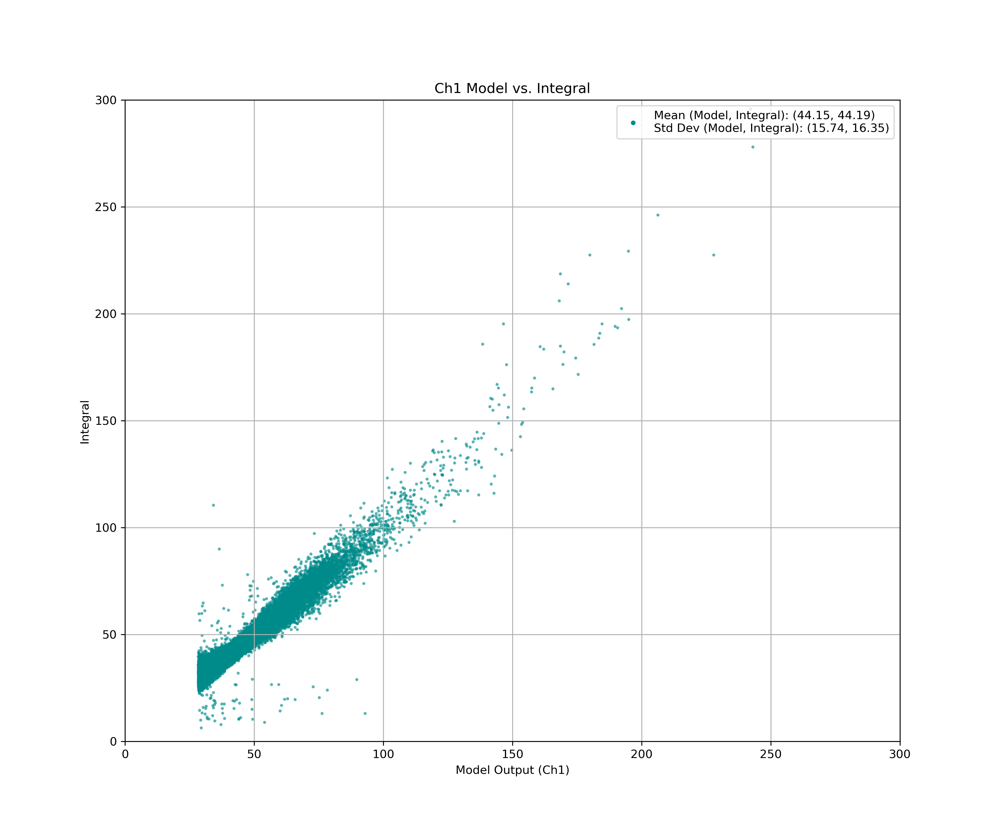 Ch1 Model vs. Integral
Mean (Model, Integral): (44.15, 44.19)
Std Dev (Model, Integral): (15.74, 16.35)
300
250
200
150
100
50
0
Integral
0 50 100 150 200 250 300
Model Output (Ch1)